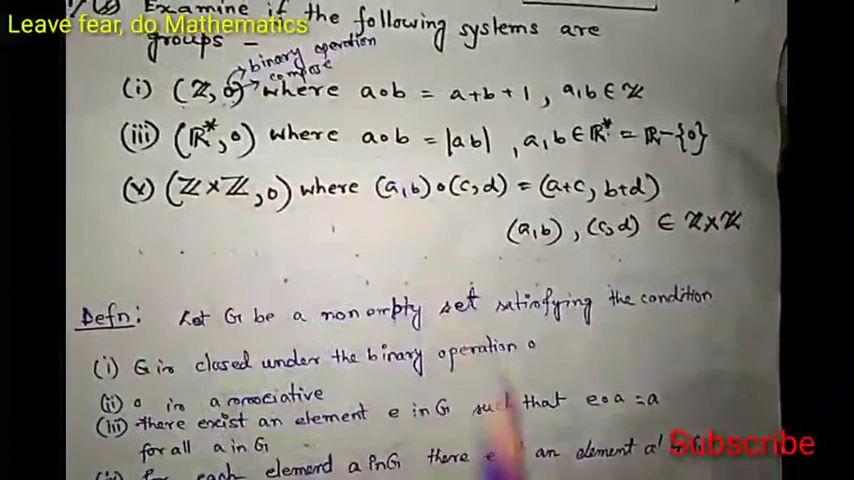 Examine if the following systems are
Leave fear, do Mathematics
groups -
binary operation
compose
(i) (ℤ, o) where aob = a+b+1, a,b ∈ ℤ
(iii) (ℝ*, o) where aob = |ab|, a,b ∈ ℝ* = ℝ-{0}
(v) (ℤ×ℤ, o) where (a,b)o(c,d) = (a+c, b+d)
(a,b), (c,d) ∈ ℤ×ℤ
Defn: Let G be a nonempty set satisfying the condition
(i) G is closed under the binary operation o
(ii) o is associative
(iii) there exist an element e in G such that eoa = a
for all a in G
each element a in G there an element a'
Subscribe